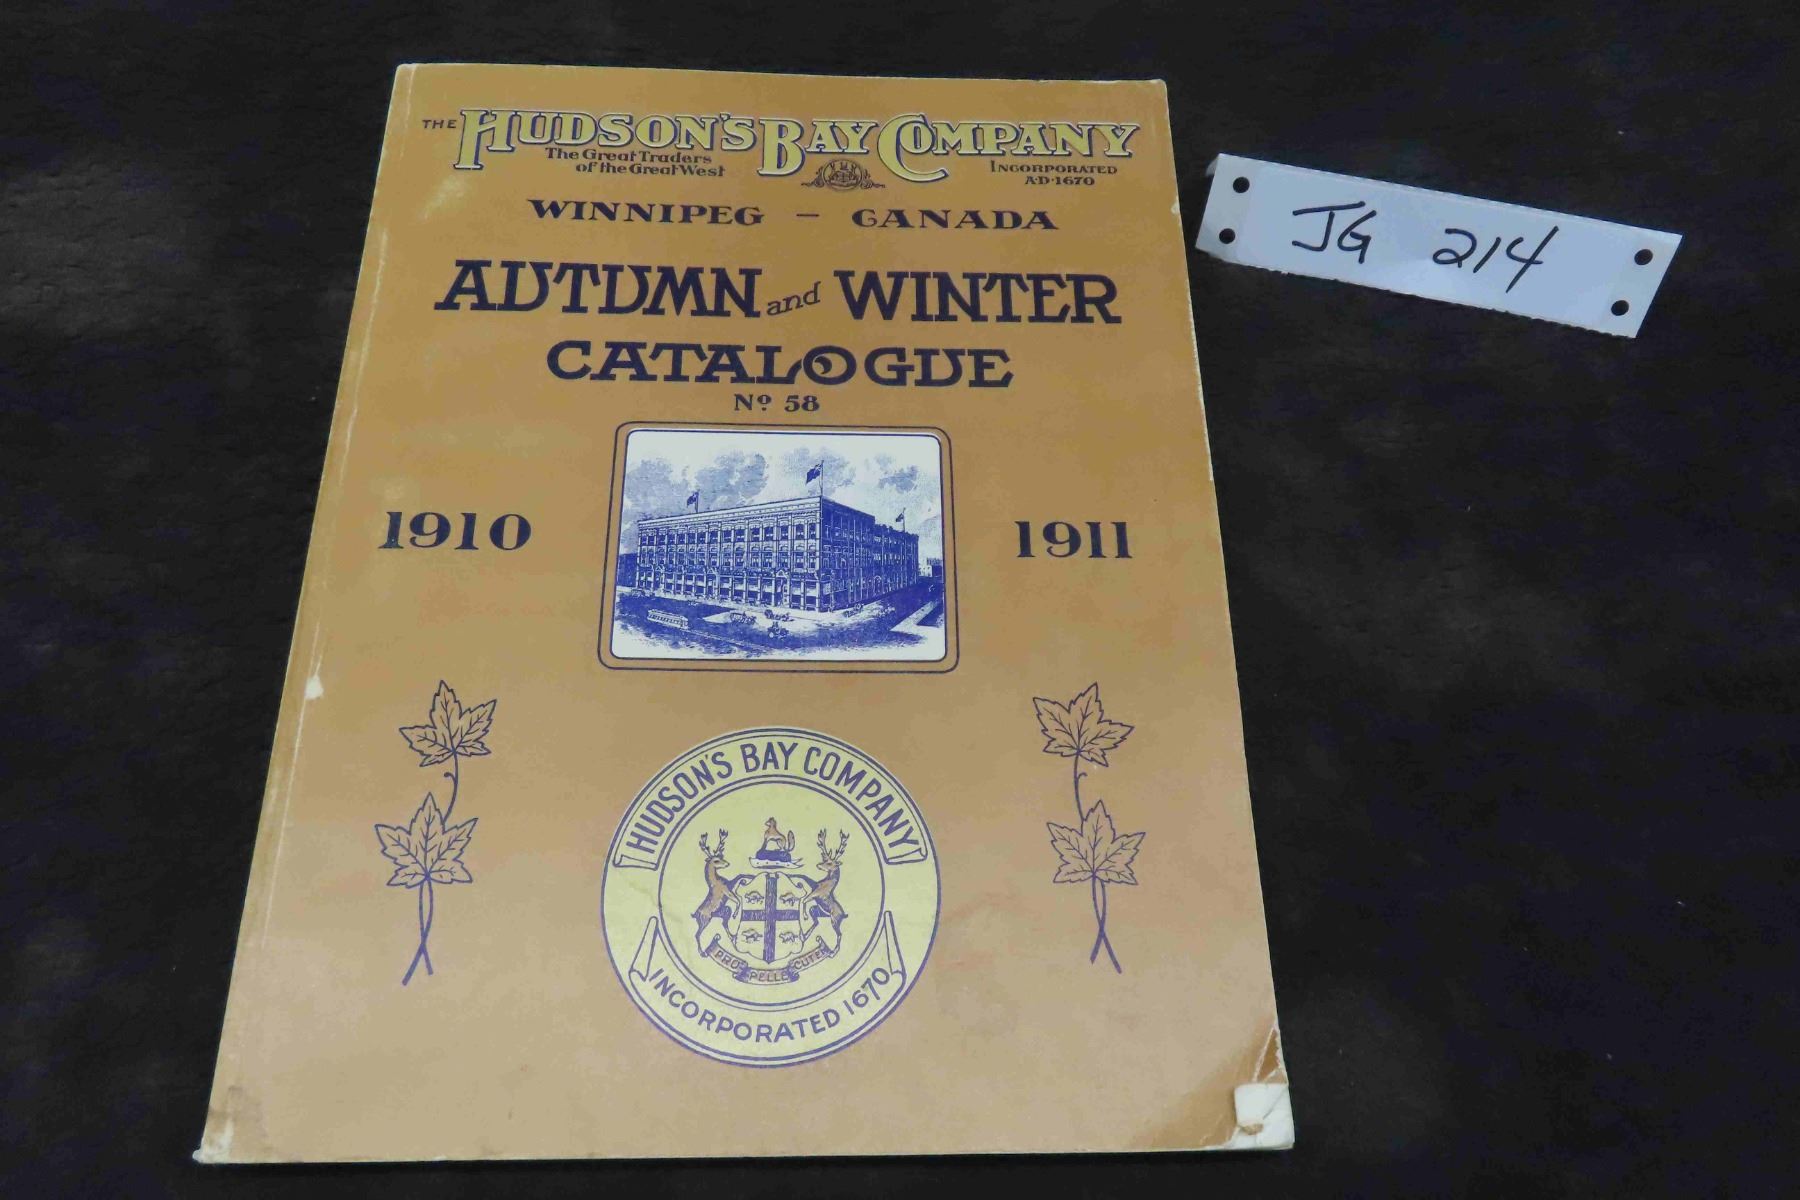 THE HUDSON'S BAY COMPANY
The Great Traders
of the Great West
INCORPORATED
A·D·1670
WINNIPEG - CANADA
AUTUMN and WINTER
CATALOGUE
Nº 58
1910
1911
HUDSON'S BAY COMPANY
PRO PELLE CUTEM
INCORPORATED 1670
JG 214